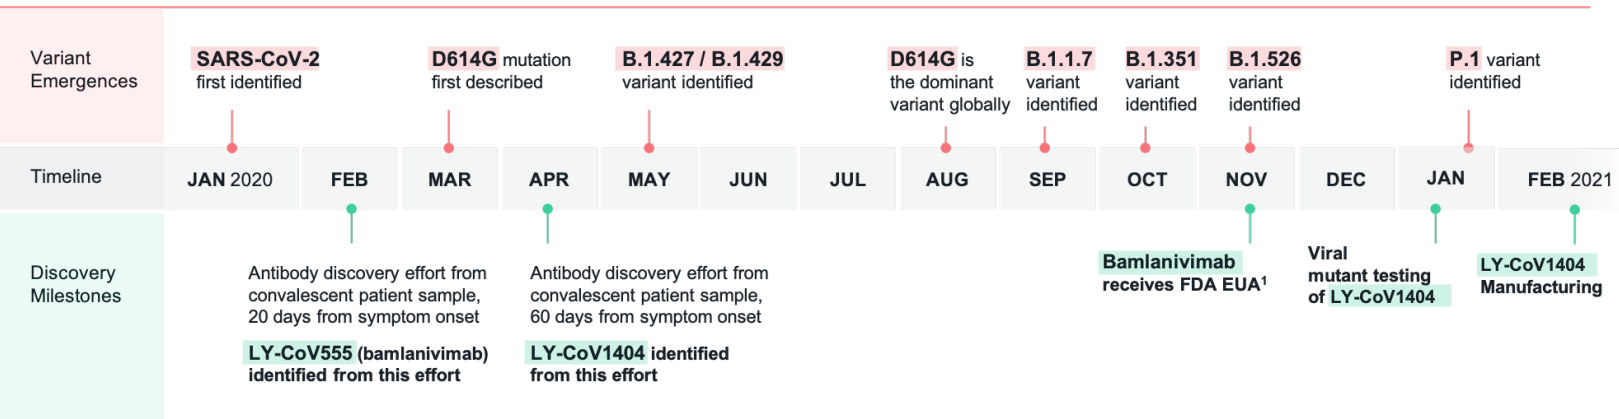 Variant
Emergences
SARS-CoV-2
first identified
D614G mutation
first described
B.1.427 / B.1.429
variant identified
D614G is
the dominant
variant globally
B.1.1.7
variant
identified
B.1.351
variant
identified
B.1.526
variant
identified
P.1 variant
identified
Timeline
JAN 2020
FEB
MAR
APR
MAY
JUN
JUL
AUG
SEP
OCT
NOV
DEC
JAN
FEB 2021
Discovery
Milestones
Antibody discovery effort from
convalescent patient sample,
20 days from symptom onset
LY-CoV555 (bamlanivimab)
identified from this effort
Antibody discovery effort from
convalescent patient sample,
60 days from symptom onset
LY-CoV1404 identified
from this effort
Bamlanivimab
receives FDA EUA¹
Viral
mutant testing
of LY-CoV1404
LY-CoV1404
Manufacturing